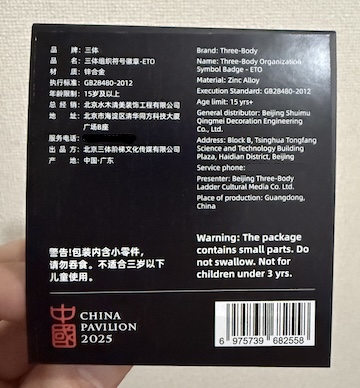 品    牌: 三体
品    名: 三体组织符号徽章-ETO
材    质: 锌合金
执行标准: GB28480-2012
年龄限制: 15岁及以上
总 经 销: 北京水木清美装饰工程有限公司
地    址: 北京市海淀区清华同方科技大厦
广场B座
服务电话:
出 品 方: 北京三体阶梯文化传媒有限公司
产    地: 中国·广东
警告!包装内含小零件,
请勿吞食。不适合三岁以下
儿童使用。
Brand: Three-Body
Name: Three-Body Organization
Symbol Badge - ETO
Material: Zinc Alloy
Execution Standard: GB28480-2012
Age limit: 15 yrs+
General distributor: Beijing Shuimu
Qingmei Decoration Engineering
Co., Ltd.
Address: Block B, Tsinghua Tongfang
Science and Technology Building
Plaza, Haidian District, Beijing
Service phone:
Presenter: Beijing Three-Body
Ladder Cultural Media Co. Ltd.
Place of production: Guangdong,
China
Warning: The package
contains small parts. Do
not swallow. Not for
children under 3 yrs.
中國
CHINA
PAVILION
2025
6 975739 682558